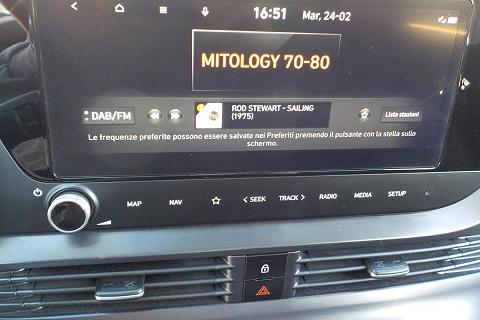 16:51 Mar, 24-02
MITOLOGY 70-80
DAB/FM
ROD STEWART - SAILING
(1975)
Lista stazioni
Le frequenze preferite possono essere salvate nei Preferiti premendo il pulsante con la stella sullo
schermo.
MAP NAV < SEEK TRACK > RADIO MEDIA SETUP